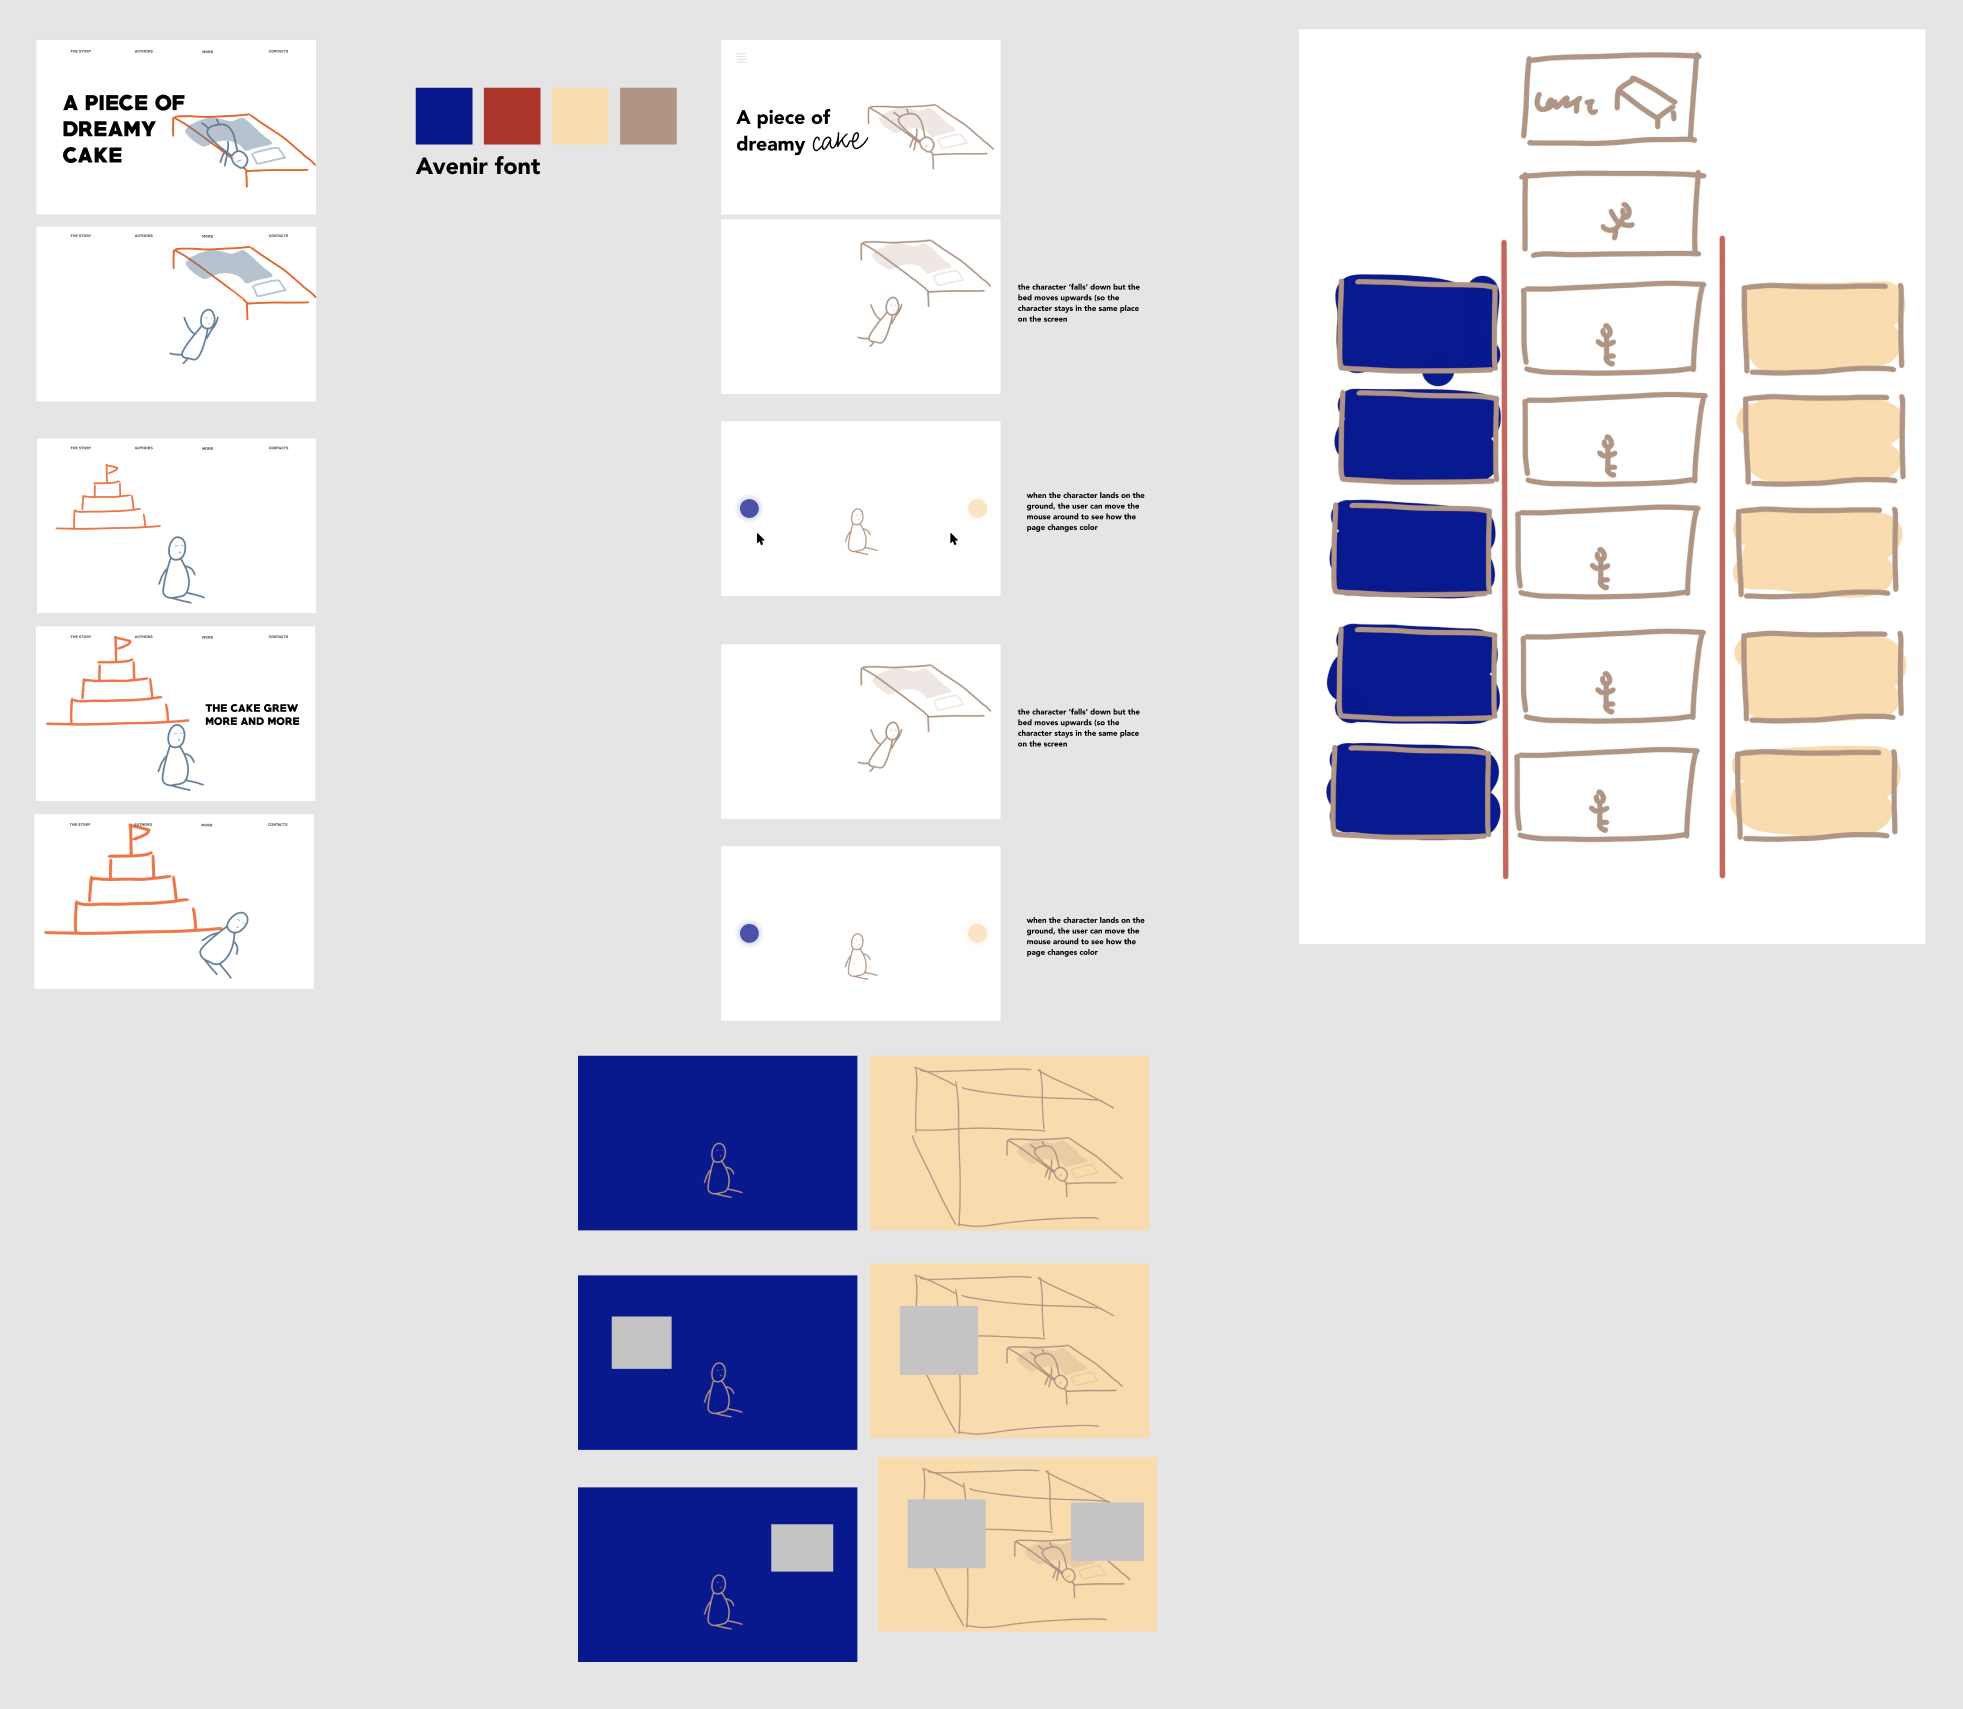 THE STORY AUTHORS MORE CONTACTS
A PIECE OF
DREAMY
CAKE
THE STORY AUTHORS MORE CONTACTS
THE STORY AUTHORS MORE CONTACTS
THE STORY AUTHORS MORE CONTACTS
THE CAKE GREW
MORE AND MORE
THE STORY AUTHORS MORE CONTACTS
Avenir font
A piece of
dreamy cake
the character 'falls' down but the
bed moves upwards (so the
character stays in the same place
on the screen
when the character lands on the
ground, the user can move the
mouse around to see how the
page changes color
the character 'falls' down but the
bed moves upwards (so the
character stays in the same place
on the screen
when the character lands on the
ground, the user can move the
mouse around to see how the
page changes color